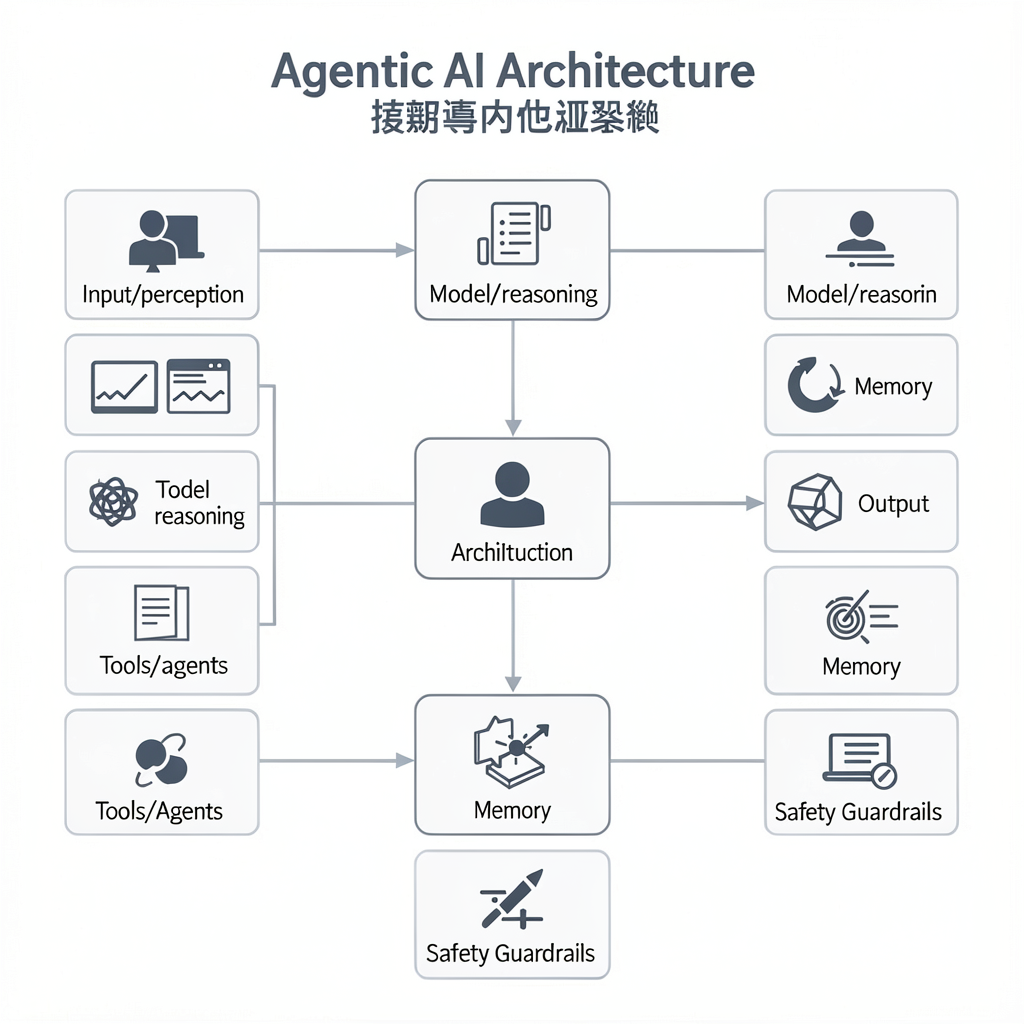 Agentic AI Architecture
Input/perception
Model/reasoning
Model/reasorin
Memory
Todel
reasoning
Output
Archituction
Tools/agents
Memory
Tools/Agents
Memory
Safety Guardrails
Safety Guardrails